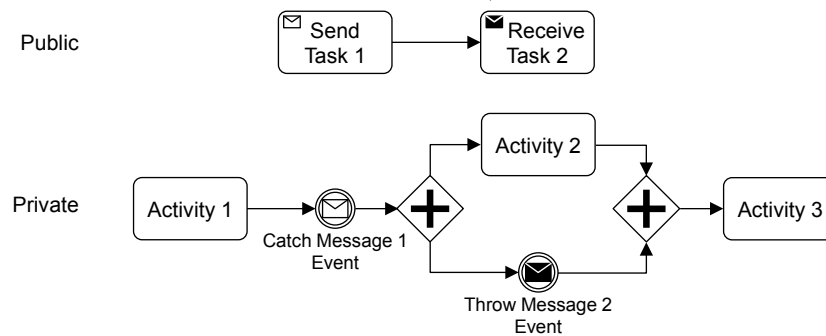 Public
Send
Task 1
Receive
Task 2
Private
Activity 1
Catch Message 1
Event
Activity 2
Throw Message 2
Event
Activity 3